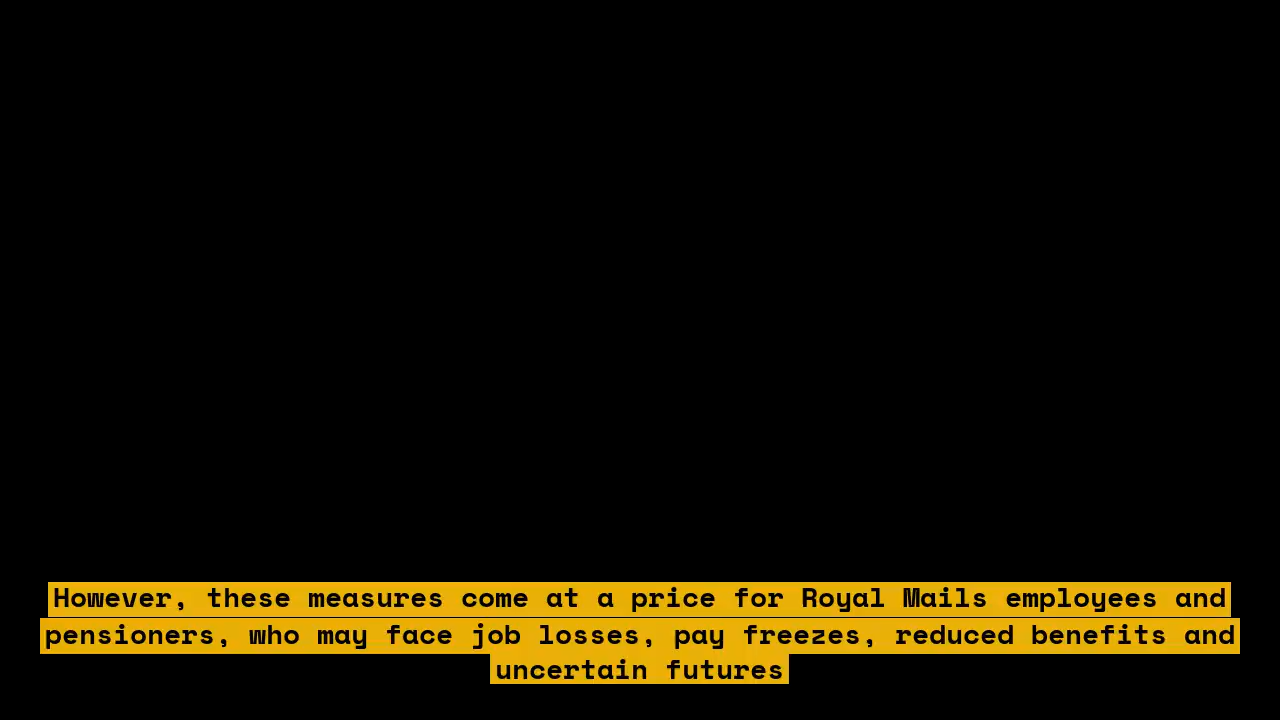 However, these measures come at a price for Royal Mails employees and
pensioners, who may face job losses, pay freezes, reduced benefits and
uncertain futures